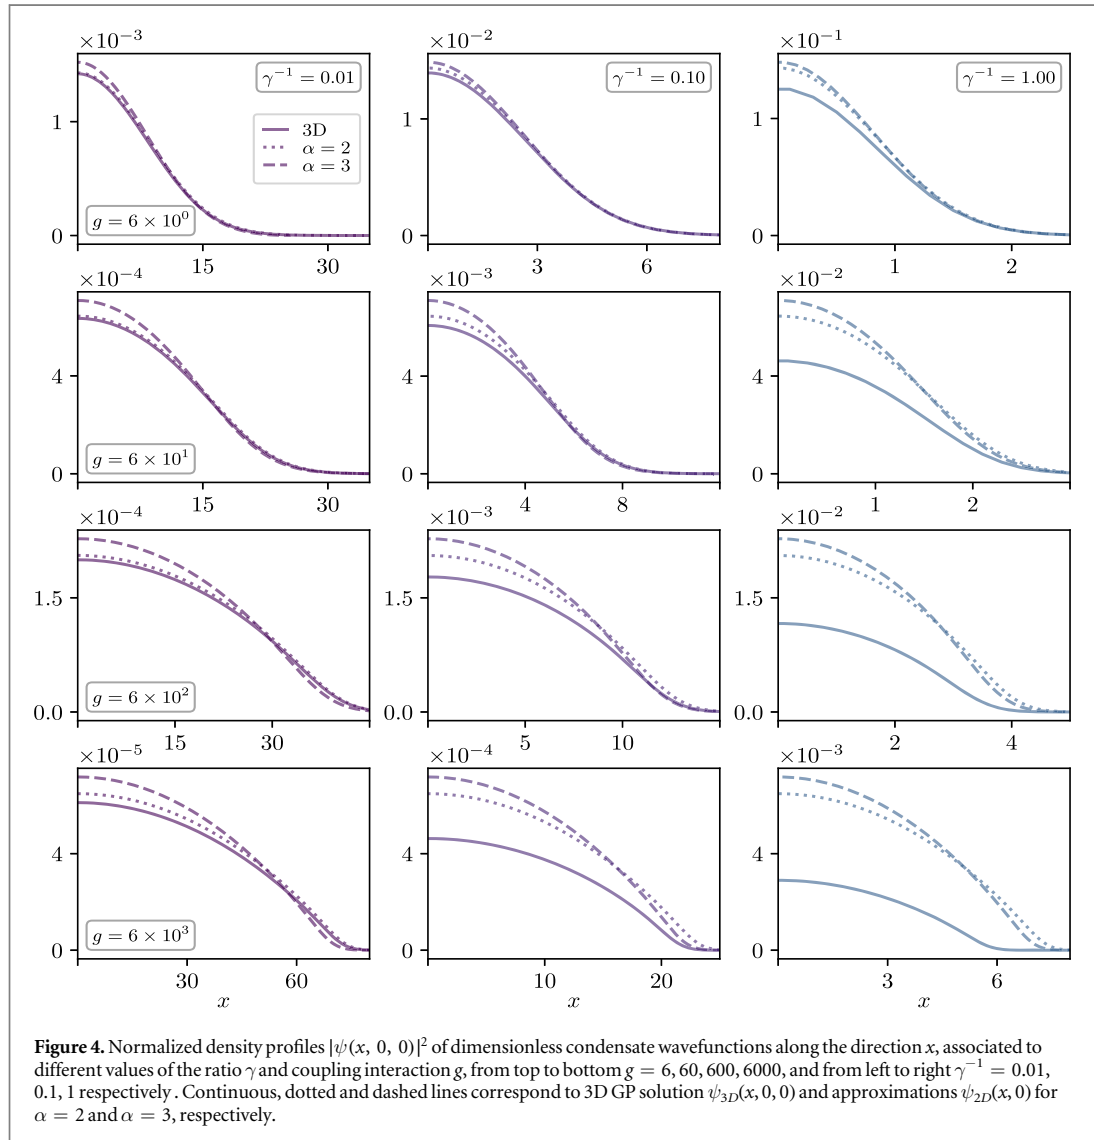 ×10⁻³ ×10⁻² ×10⁻¹
γ⁻¹ = 0.01 γ⁻¹ = 0.10 γ⁻¹ = 1.00
1 1 1
3D
α = 2
α = 3
g = 6 × 10⁰
0 0 0
15 30 3 6 1 2
×10⁻⁴ ×10⁻³ ×10⁻²
4 4 4
g = 6 × 10¹
0 0 0
15 30 4 8 1 2
×10⁻⁴ ×10⁻³ ×10⁻²
1.5 1.5 1.5
g = 6 × 10²
0.0 0.0 0.0
15 30 5 10 2 4
×10⁻⁵ ×10⁻⁴ ×10⁻³
4 4 4
g = 6 × 10³
0 0 0
30 60 10 20 3 6
x x x
Figure 4. Normalized density profiles |ψ(x, 0, 0)|² of dimensionless condensate wavefunctions along the direction x, associated to
different values of the ratio γ and coupling interaction g, from top to bottom g = 6, 60, 600, 6000, and from left to right γ⁻¹ = 0.01,
0.1, 1 respectively . Continuous, dotted and dashed lines correspond to 3D GP solution ψ₃D(x, 0, 0) and approximations ψ₂D(x, 0) for
α = 2 and α = 3, respectively.